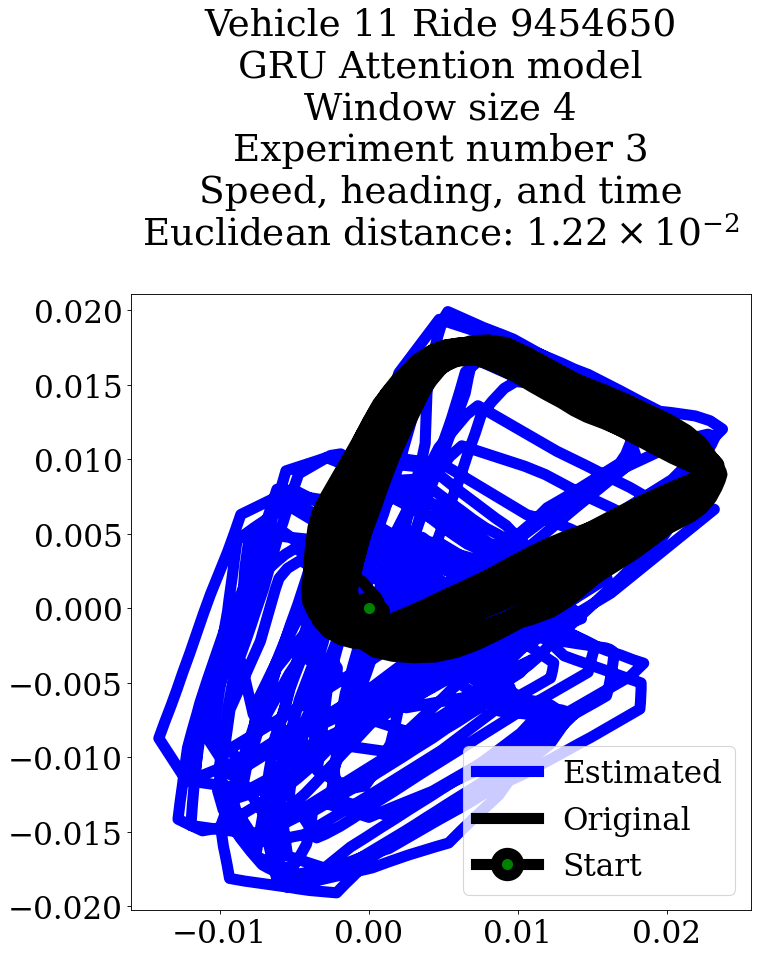 Vehicle 11 Ride 9454650
GRU Attention model
Window size 4
Experiment number 3
Speed, heading, and time
Euclidean distance: 1.22 × 10⁻²
0.020
0.015
0.010
0.005
0.000
−0.005
−0.010
−0.015
−0.020
Estimated
Original
Start
−0.01 0.00 0.01 0.02